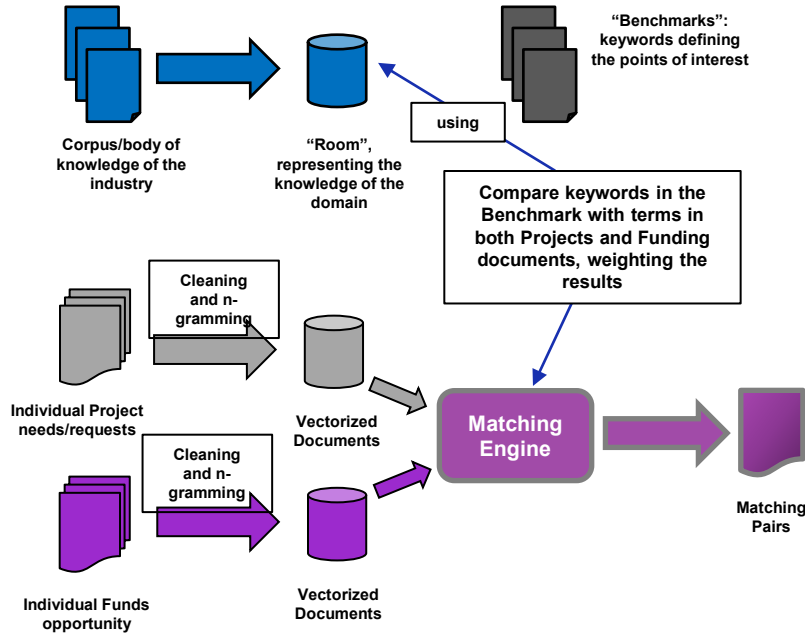 “Benchmarks”:
keywords defining
the points of interest
using
Corpus/body of
knowledge of the
industry
“Room”,
representing the
knowledge of the
domain
Compare keywords in the
Benchmark with terms in
both Projects and Funding
documents, weighting the
results
Cleaning
and n-
gramming
Individual Project
needs/requests
Vectorized
Documents
Matching
Engine
Cleaning
and n-
gramming
Matching
Pairs
Individual Funds
opportunity
Vectorized
Documents